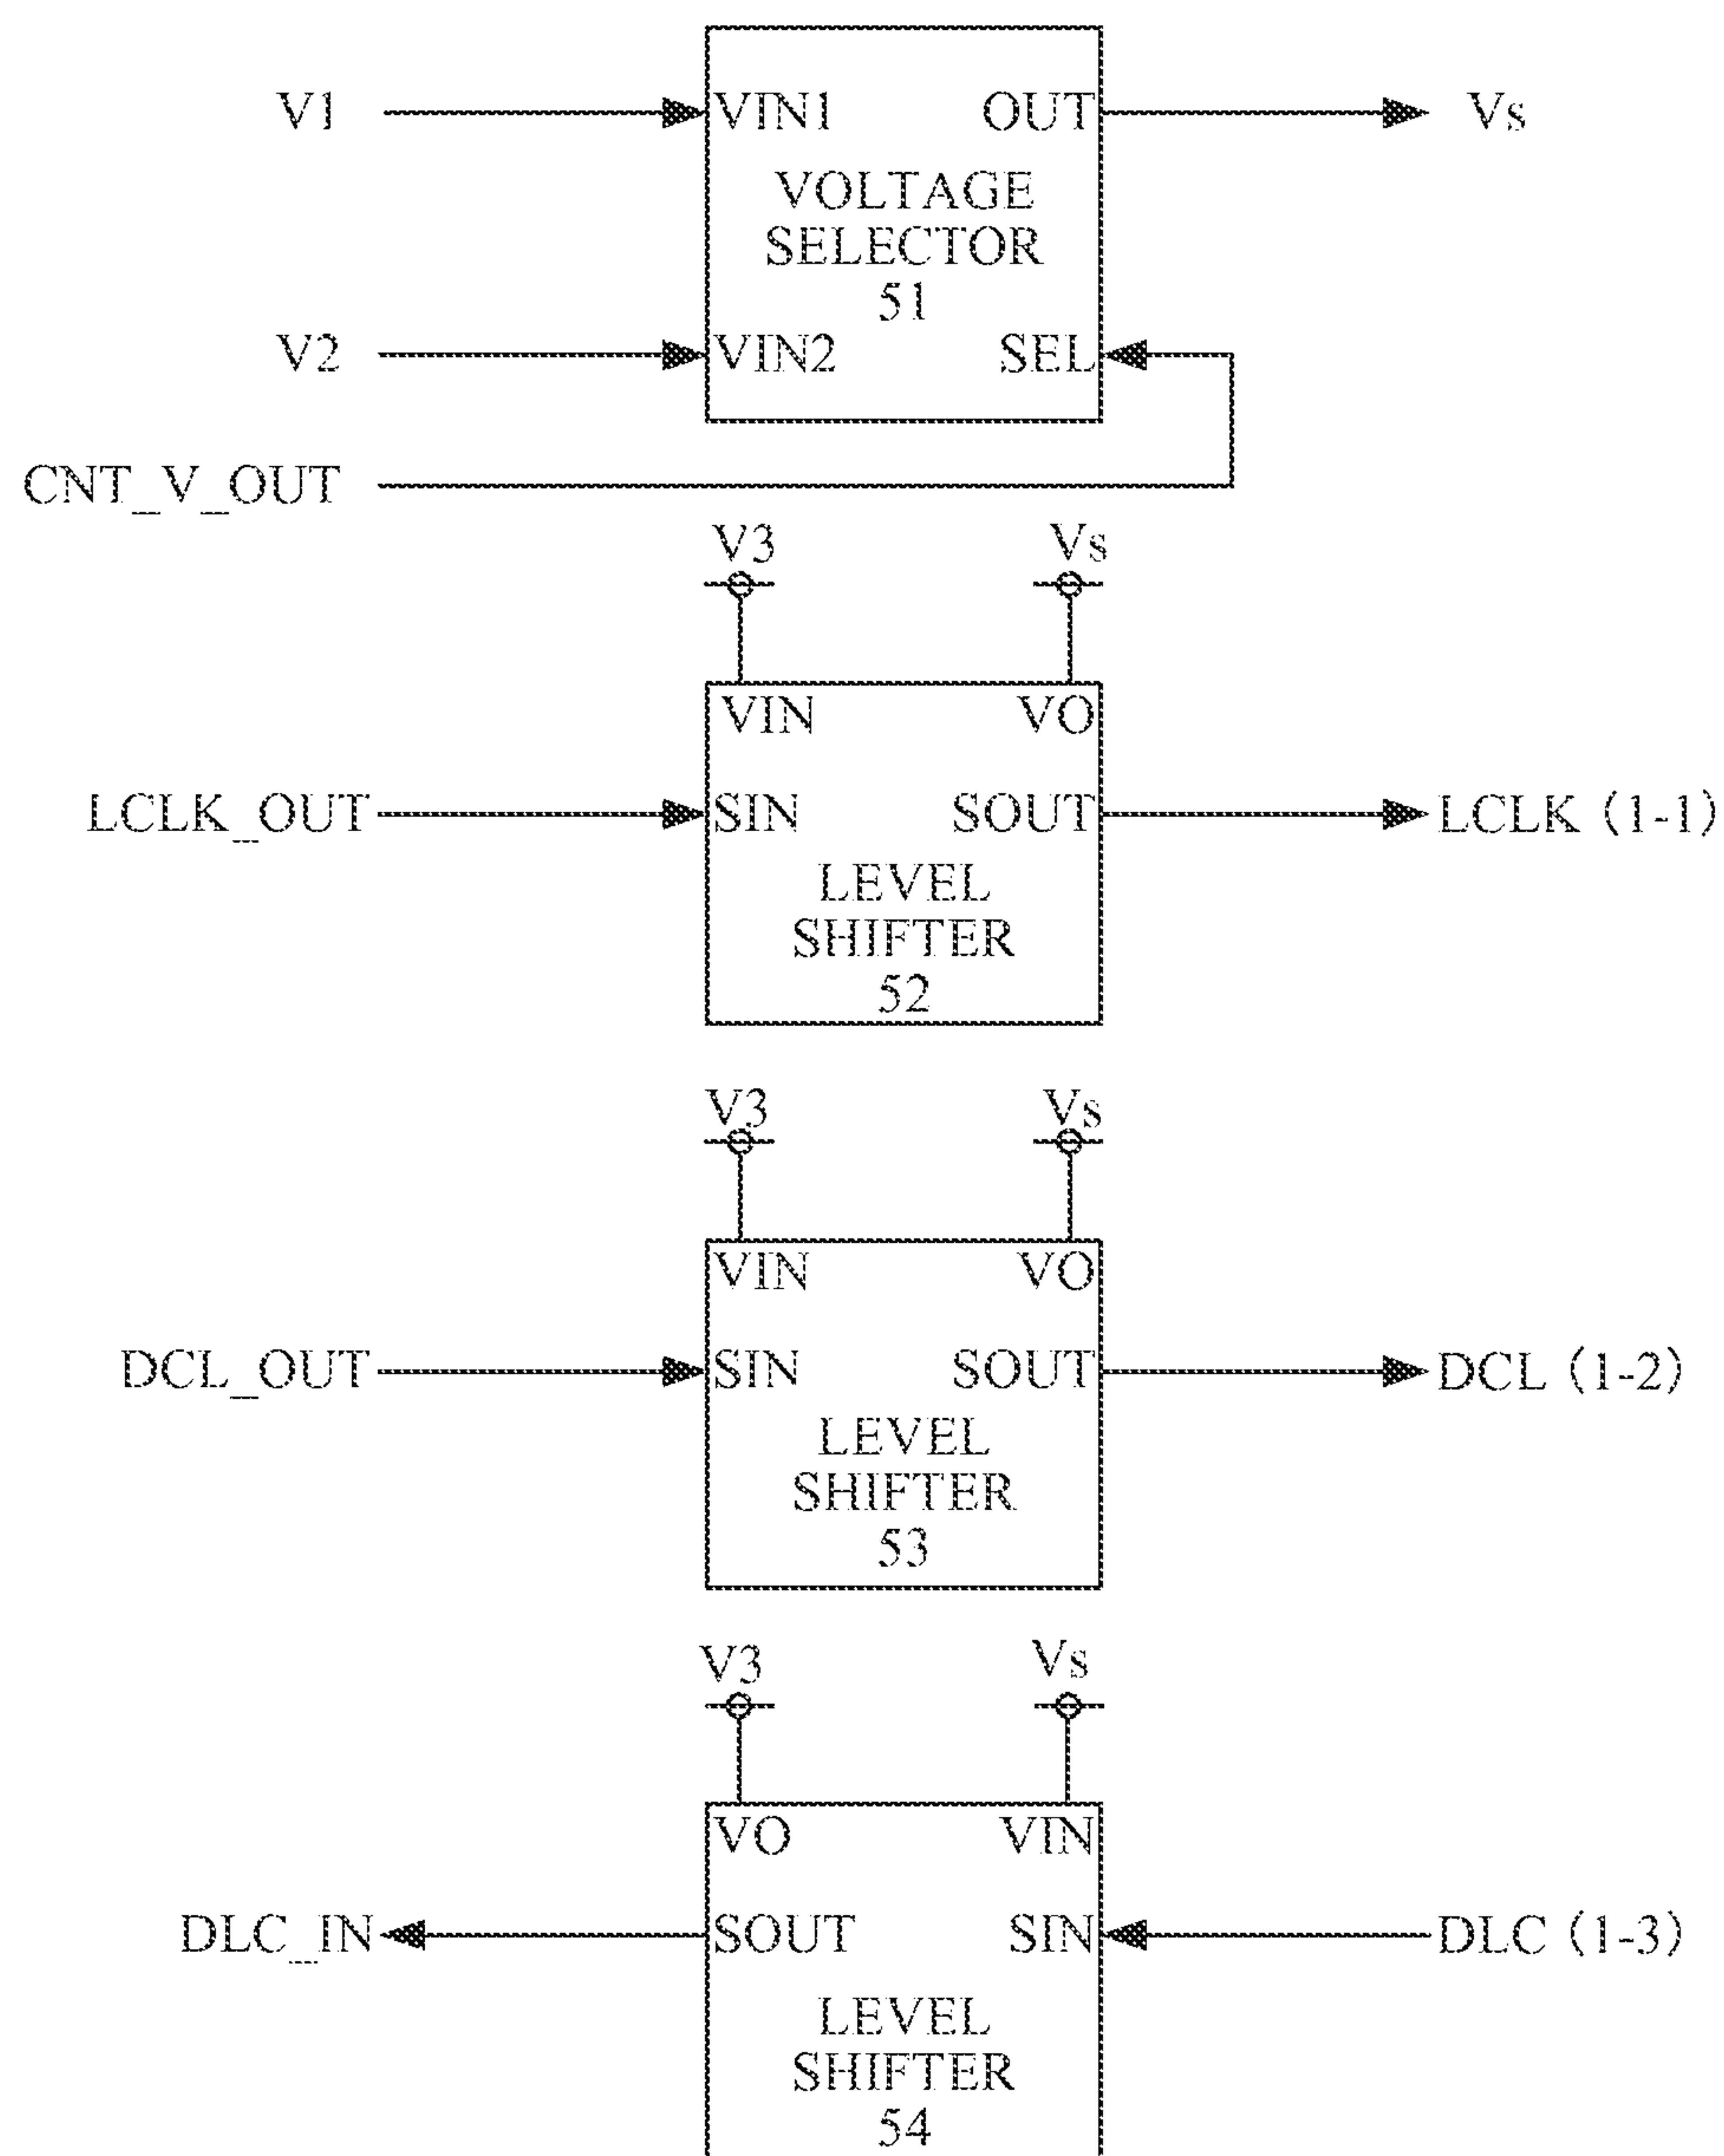 V1
VIN1
OUT
Vs
VOLTAGE
SELECTOR
51
V2
VIN2
SEL
CNT_V_OUT
V3
Vs
VIN
VO
LCLK_OUT
SIN
SOUT
LCLK (1-1)
LEVEL
SHIFTER
52
V3
Vs
VIN
VO
DCL_OUT
SIN
SOUT
DCL (1-2)
LEVEL
SHIFTER
53
V3
Vs
VO
VIN
DLC_IN
SOUT
SIN
DLC (1-3)
LEVEL
SHIFTER
54